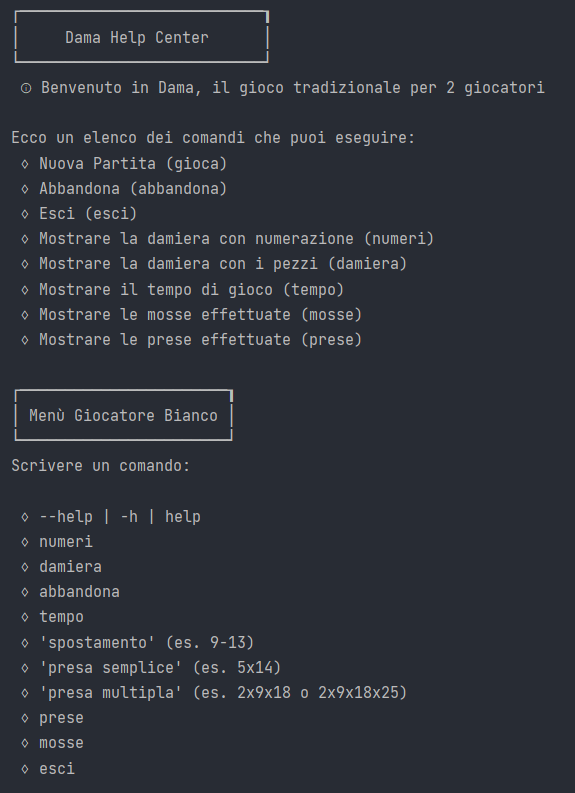 Dama Help Center
ⓘ Benvenuto in Dama, il gioco tradizionale per 2 giocatori
Ecco un elenco dei comandi che puoi eseguire:
◊ Nuova Partita (gioca)
◊ Abbandona (abbandona)
◊ Esci (esci)
◊ Mostrare la damiera con numerazione (numeri)
◊ Mostrare la damiera con i pezzi (damiera)
◊ Mostrare il tempo di gioco (tempo)
◊ Mostrare le mosse effettuate (mosse)
◊ Mostrare le prese effettuate (prese)
Menù Giocatore Bianco
Scrivere un comando:
◊ --help | -h | help
◊ numeri
◊ damiera
◊ abbandona
◊ tempo
◊ 'spostamento' (es. 9-13)
◊ 'presa semplice' (es. 5x14)
◊ 'presa multipla' (es. 2x9x18 o 2x9x18x25)
◊ prese
◊ mosse
◊ esci